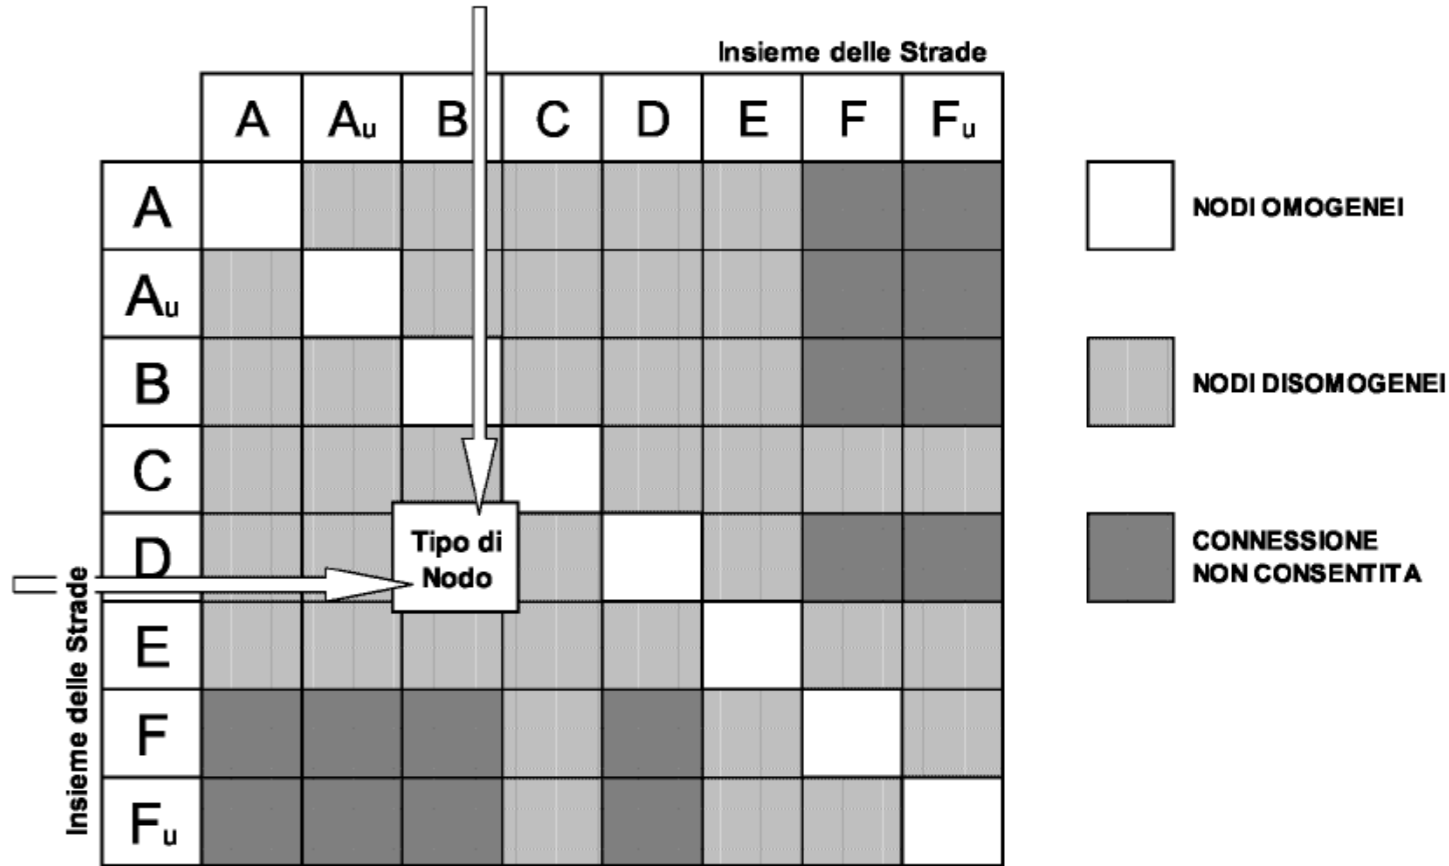 Insieme delle Strade
A Au B C D E F Fu
A
Au
B
C
D
E
F
Fu
Insieme delle Strade
Tipo di
Nodo
NODI OMOGENEI
NODI DISOMOGENEI
CONNESSIONE
NON CONSENTITA